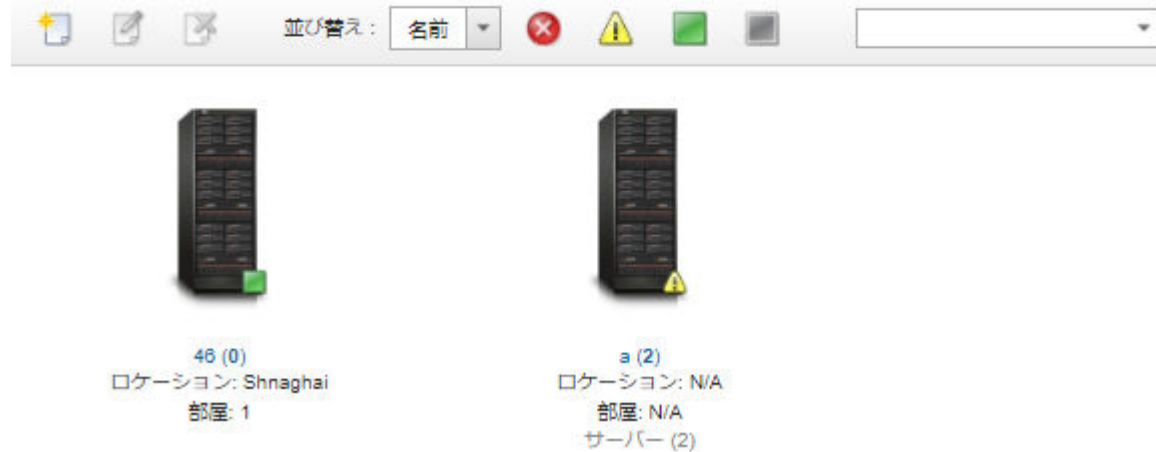 並び替え : 名前
46 (0)
ロケーション: Shnaghai
部屋: 1
a (2)
ロケーション: N/A
部屋: N/A
サーバー (2)